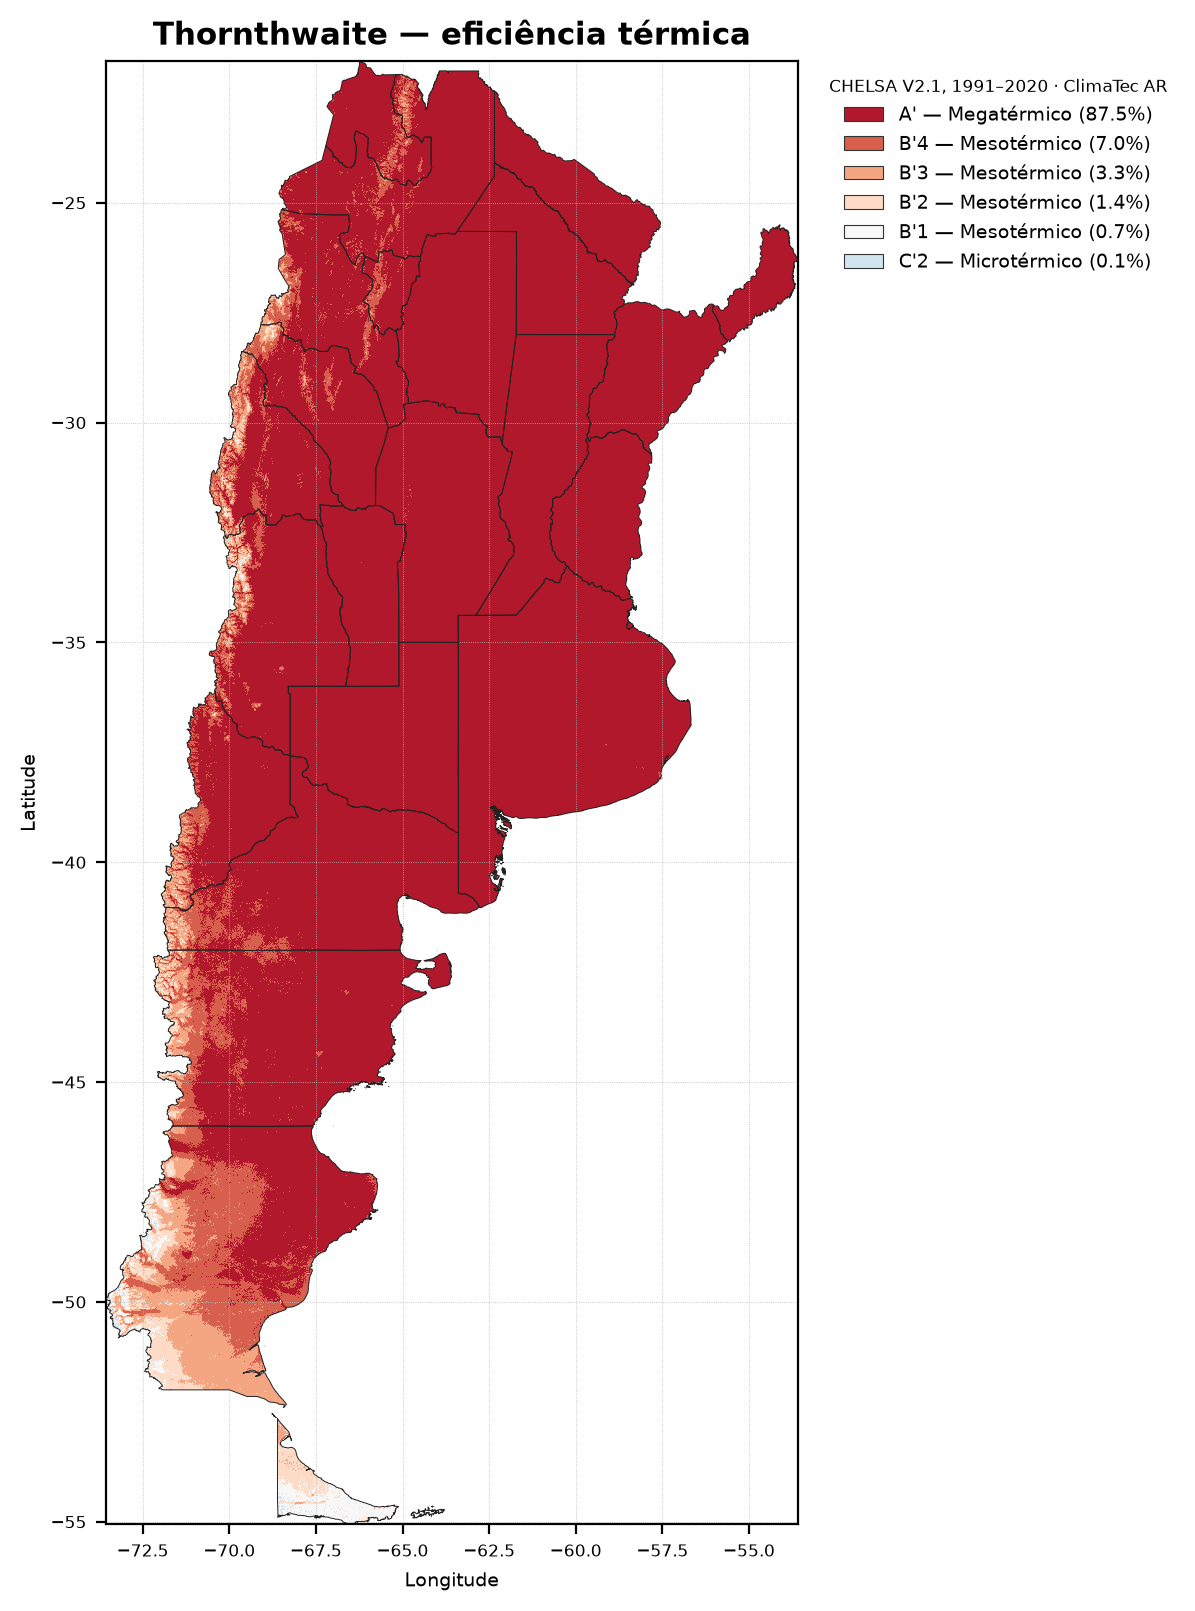 Thornthwaite — eficiência térmica
CHELSA V2.1, 1991–2020 · ClimaTec AR
A' — Megatérmico (87.5%)
B'4 — Mesotérmico (7.0%)
B'3 — Mesotérmico (3.3%)
B'2 — Mesotérmico (1.4%)
B'1 — Mesotérmico (0.7%)
C'2 — Microtérmico (0.1%)
−25
−30
−35
−40
−45
−50
−55
Latitude
−72.5 −70.0 −67.5 −65.0 −62.5 −60.0 −57.5 −55.0
Longitude